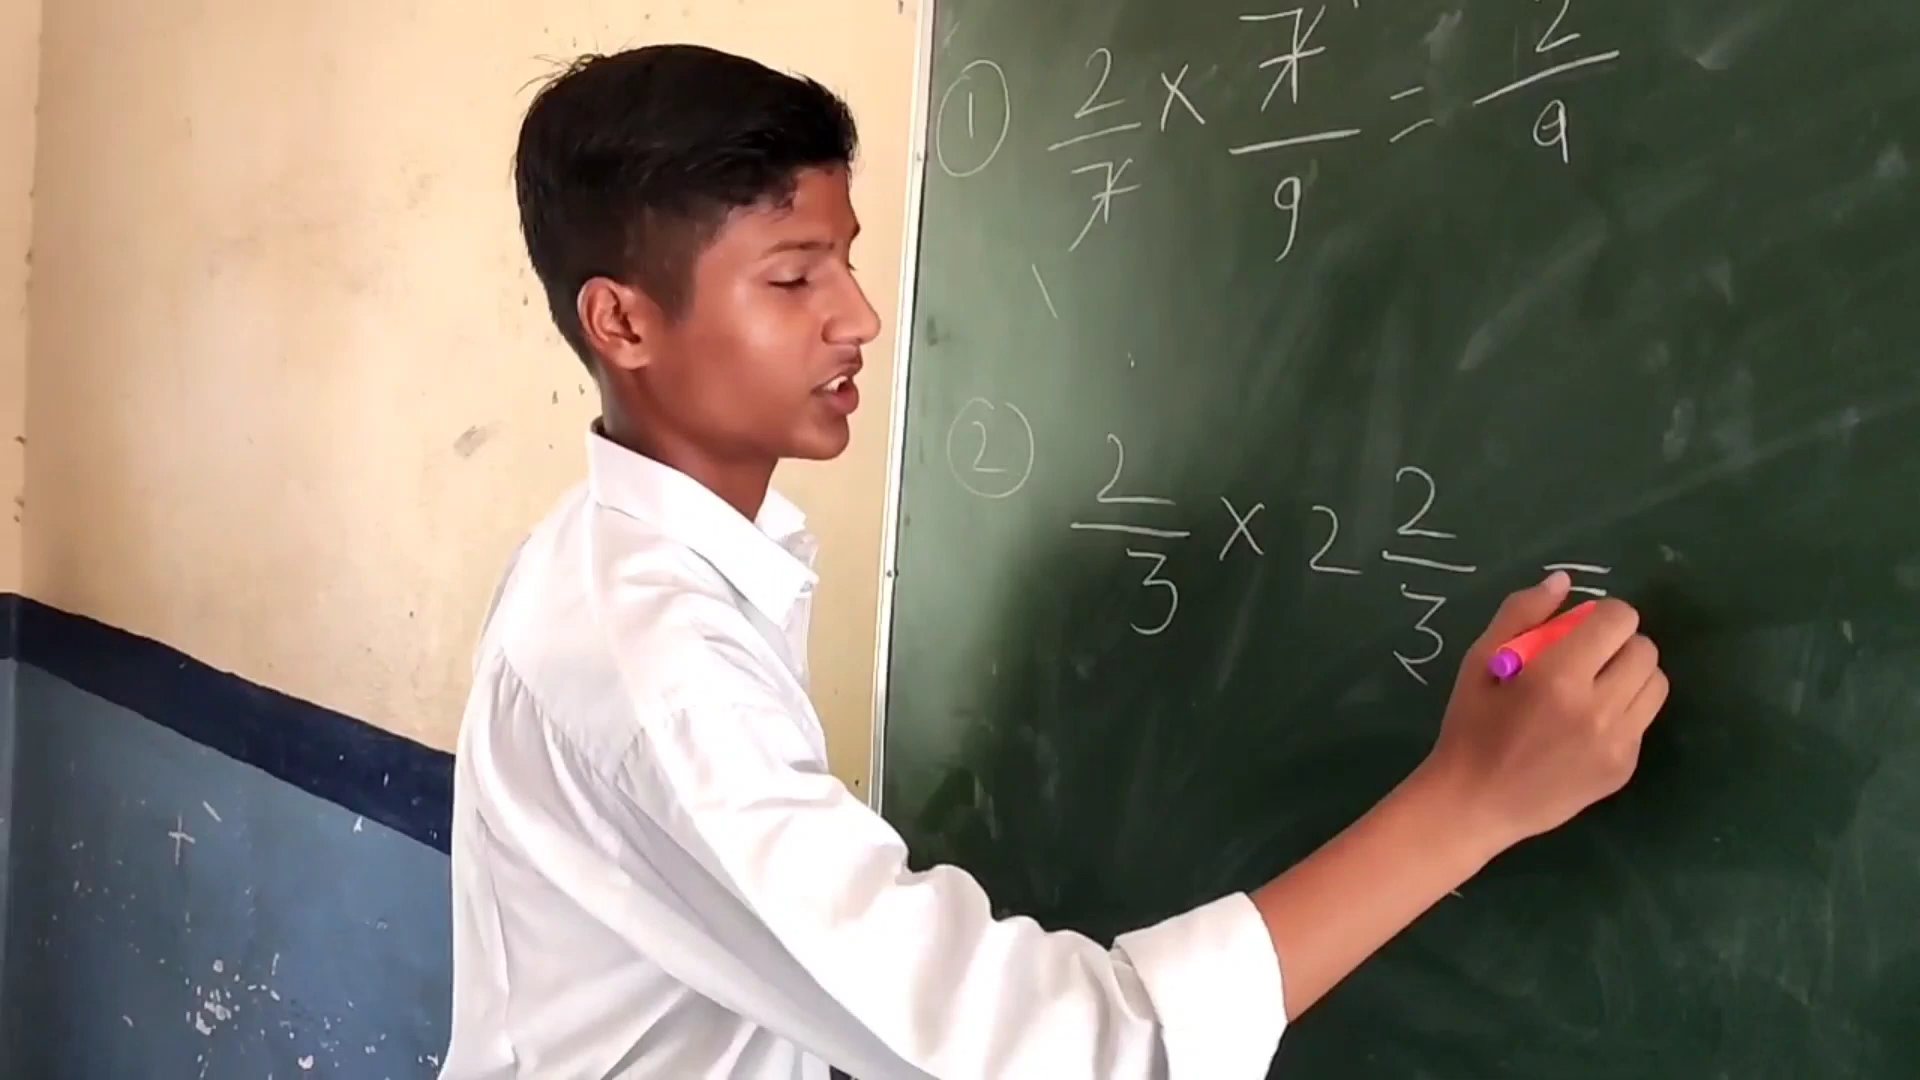 ① 2/7 × 7/9 = 2/9
② 2/3 × 2 2/3 =